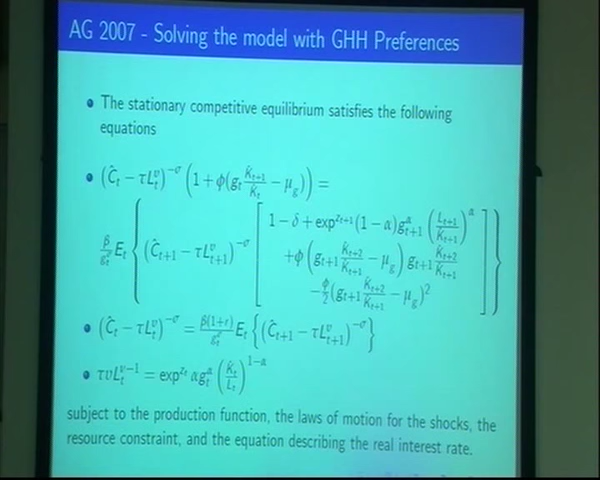 AG 2007 - Solving the model with GHH Preferences
The stationary competitive equilibrium satisfies the following
equations
(Ĉ_t − τL_t^υ)^{−σ} (1 + φ(g_t K̂_{t+1}/K̂_t − μ_g)) =
β/g_t^σ E_t { (Ĉ_{t+1} − τL_{t+1}^υ)^{−σ} [ 1 − δ + exp^{z_{t+1}}(1 − α)g_{t+1}^α (L_{t+1}/K̂_{t+1})^α
+φ (g_{t+1} K̂_{t+2}/K̂_{t+1} − μ_g) g_{t+1} K̂_{t+2}/K̂_{t+1}
−φ/2 (g_{t+1} K̂_{t+2}/K̂_{t+1} − μ_g)² ] }
(Ĉ_t − τL_t^υ)^{−σ} = β(1+r)/g_t^σ E_t { (Ĉ_{t+1} − τL_{t+1}^υ)^{−σ} }
τυL_t^{υ−1} = exp^{z_t} αg_t^α (K̂_t/L_t)^{1−α}
subject to the production function, the laws of motion for the shocks, the
resource constraint, and the equation describing the real interest rate.